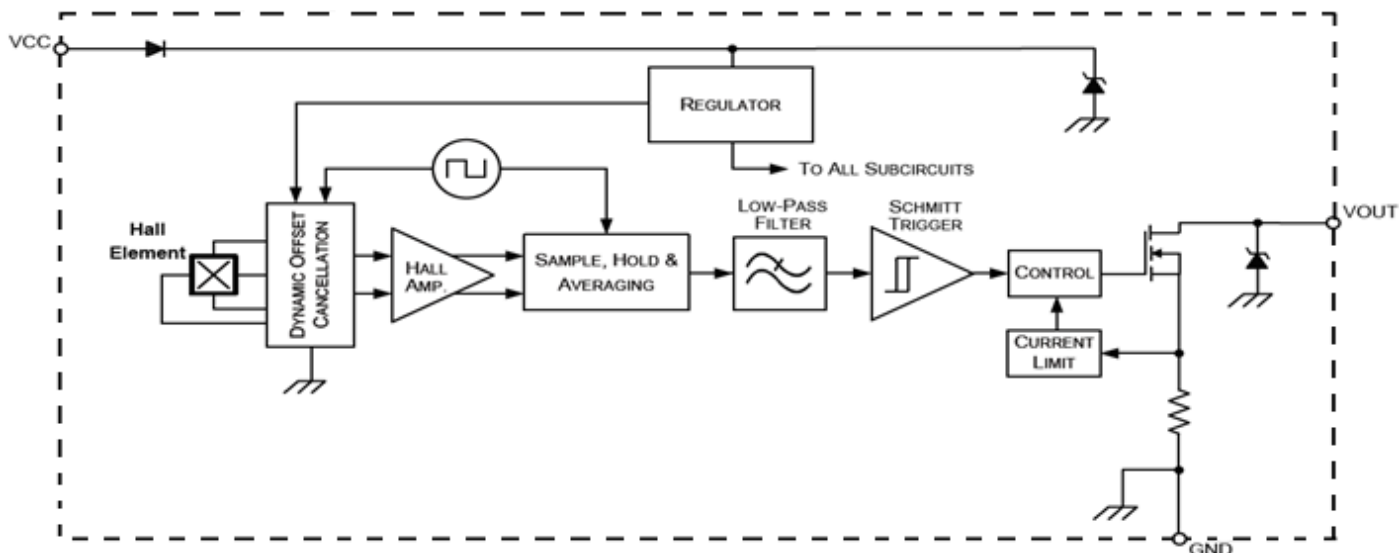 VCC
REGULATOR
TO ALL SUBCIRCUITS
Hall
Element
DYNAMIC OFFSET
CANCELLATION
HALL
AMP.
SAMPLE, HOLD &
AVERAGING
LOW-PASS
FILTER
SCHMITT
TRIGGER
CONTROL
CURRENT
LIMIT
VOUT
GND